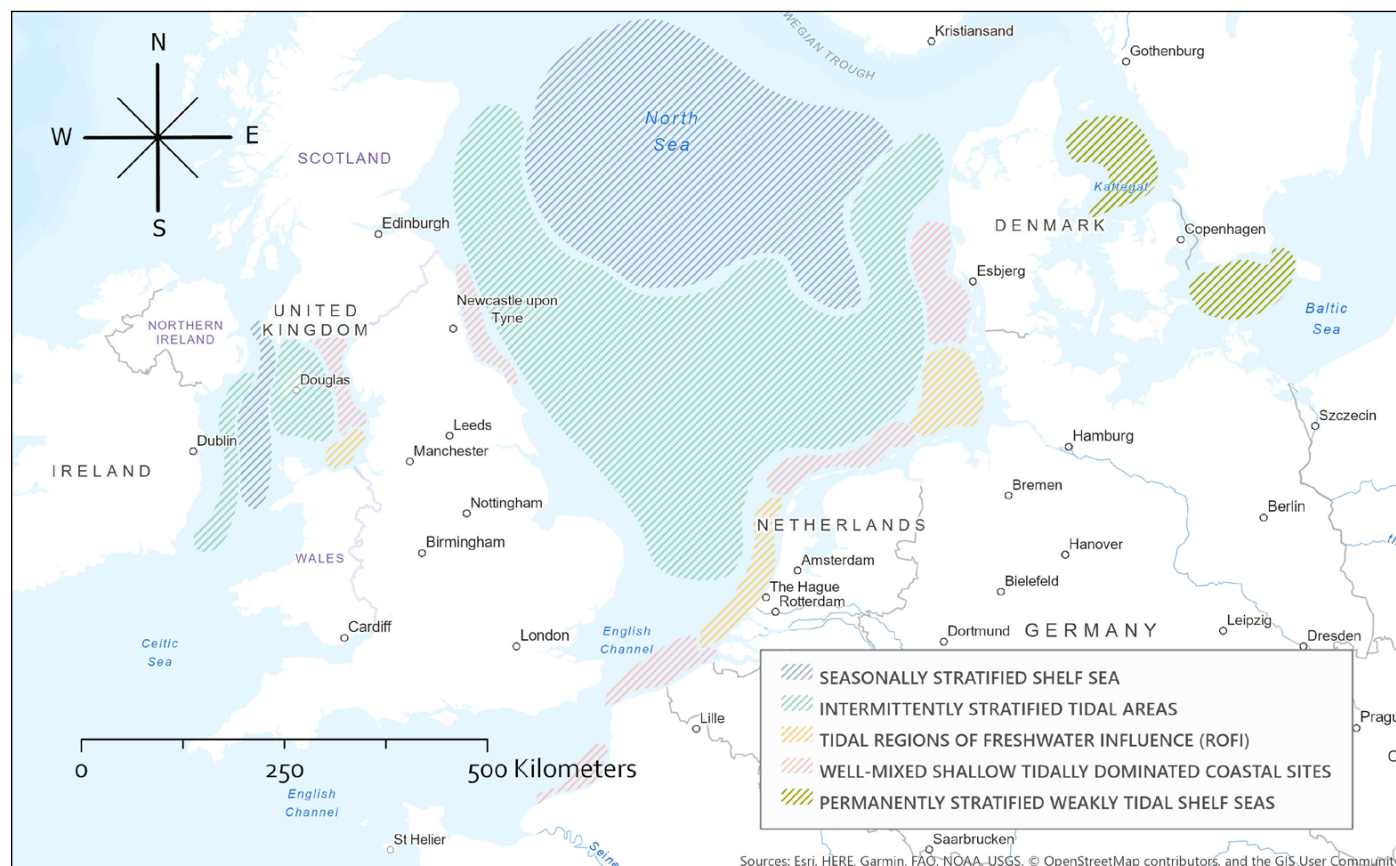 N
W
E
S
Kristiansand
WEGIAN TROUGH
Gothenburg
North
Sea
SCOTLAND
Kattegat
DENMARK
Copenhagen
Edinburgh
Esbjerg
Newcastle upon
Tyne
UNITED
KINGDOM
NORTHERN
IRELAND
Baltic
Sea
Douglas
Szczecin
Dublin
Leeds
Hamburg
Manchester
IRELAND
Bremen
Nottingham
Berlin
NETHERLANDS
Birmingham
Hanover
WALES
Amsterdam
Bielefeld
The Hague
Rotterdam
Cardiff
London
English
Channel
Celtic
Sea
Dortmund
GERMANY
Leipzig
Dresden
SEASONALLY STRATIFIED SHELF SEA
INTERMITTENTLY STRATIFIED TIDAL AREAS
TIDAL REGIONS OF FRESHWATER INFLUENCE (ROFI)
WELL-MIXED SHALLOW TIDALLY DOMINATED COASTAL SITES
PERMANENTLY STRATIFIED WEAKLY TIDAL SHELF SEAS
Lille
Pragu
0 250 500 Kilometers
English
Channel
St Helier
Seine
Saarbrucken
Sources: Esri, HERE, Garmin, FAO, NOAA, USGS, © OpenStreetMap contributors, and the GIS User Community